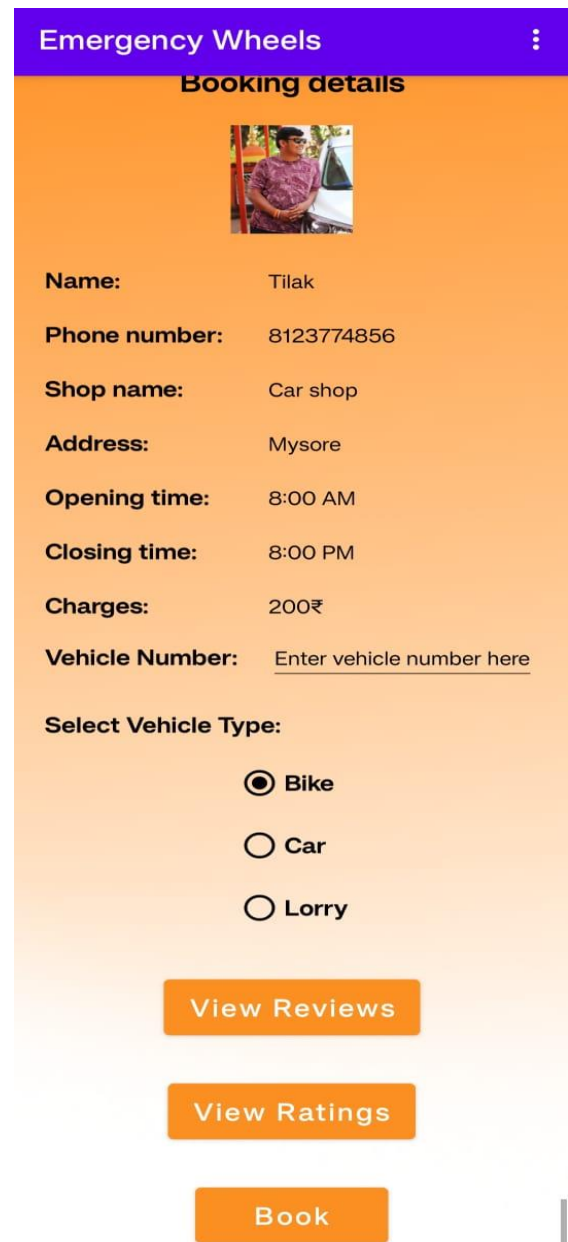 Emergency Wheels
Booking details
Name: Tilak
Phone number: 8123774856
Shop name: Car shop
Address: Mysore
Opening time: 8:00 AM
Closing time: 8:00 PM
Charges: 200₹
Vehicle Number: Enter vehicle number here
Select Vehicle Type:
Bike
Car
Lorry
View Reviews
View Ratings
Book